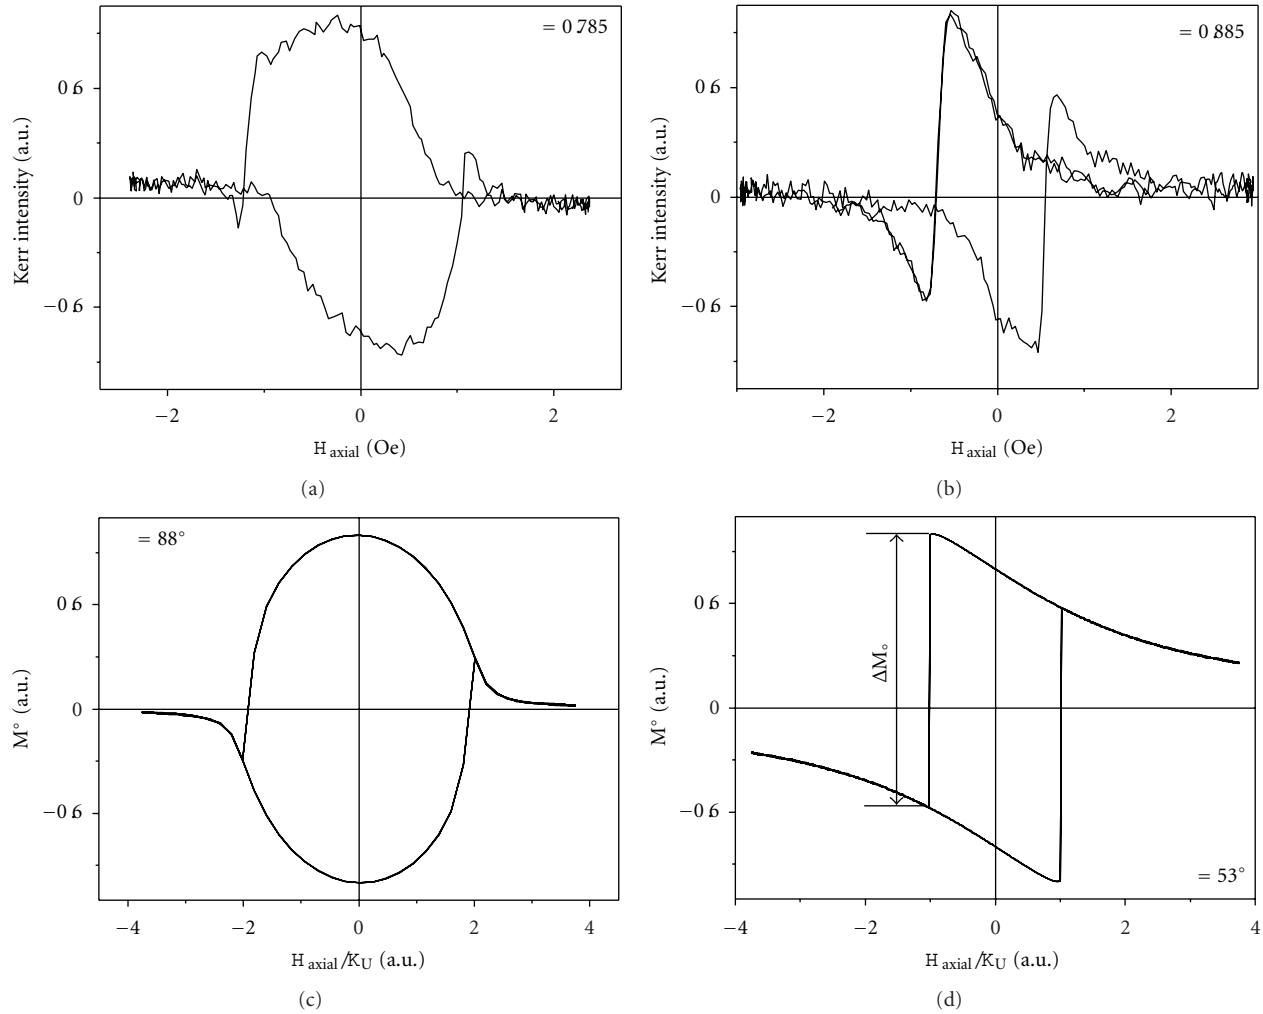 = 0.785
0.6
0
−0.6
Kerr intensity (a.u.)
−2
0
2
H axial (Oe)
(a)
= 0.885
0.6
0
−0.6
Kerr intensity (a.u.)
−2
0
2
H axial (Oe)
(b)
= 88°
0.6
0
−0.6
M° (a.u.)
−4
−2
0
2
4
H axial/K U (a.u.)
(c)
0.6
0
−0.6
M° (a.u.)
ΔM°
= 53°
−4
−2
0
2
4
H axial/K U (a.u.)
(d)